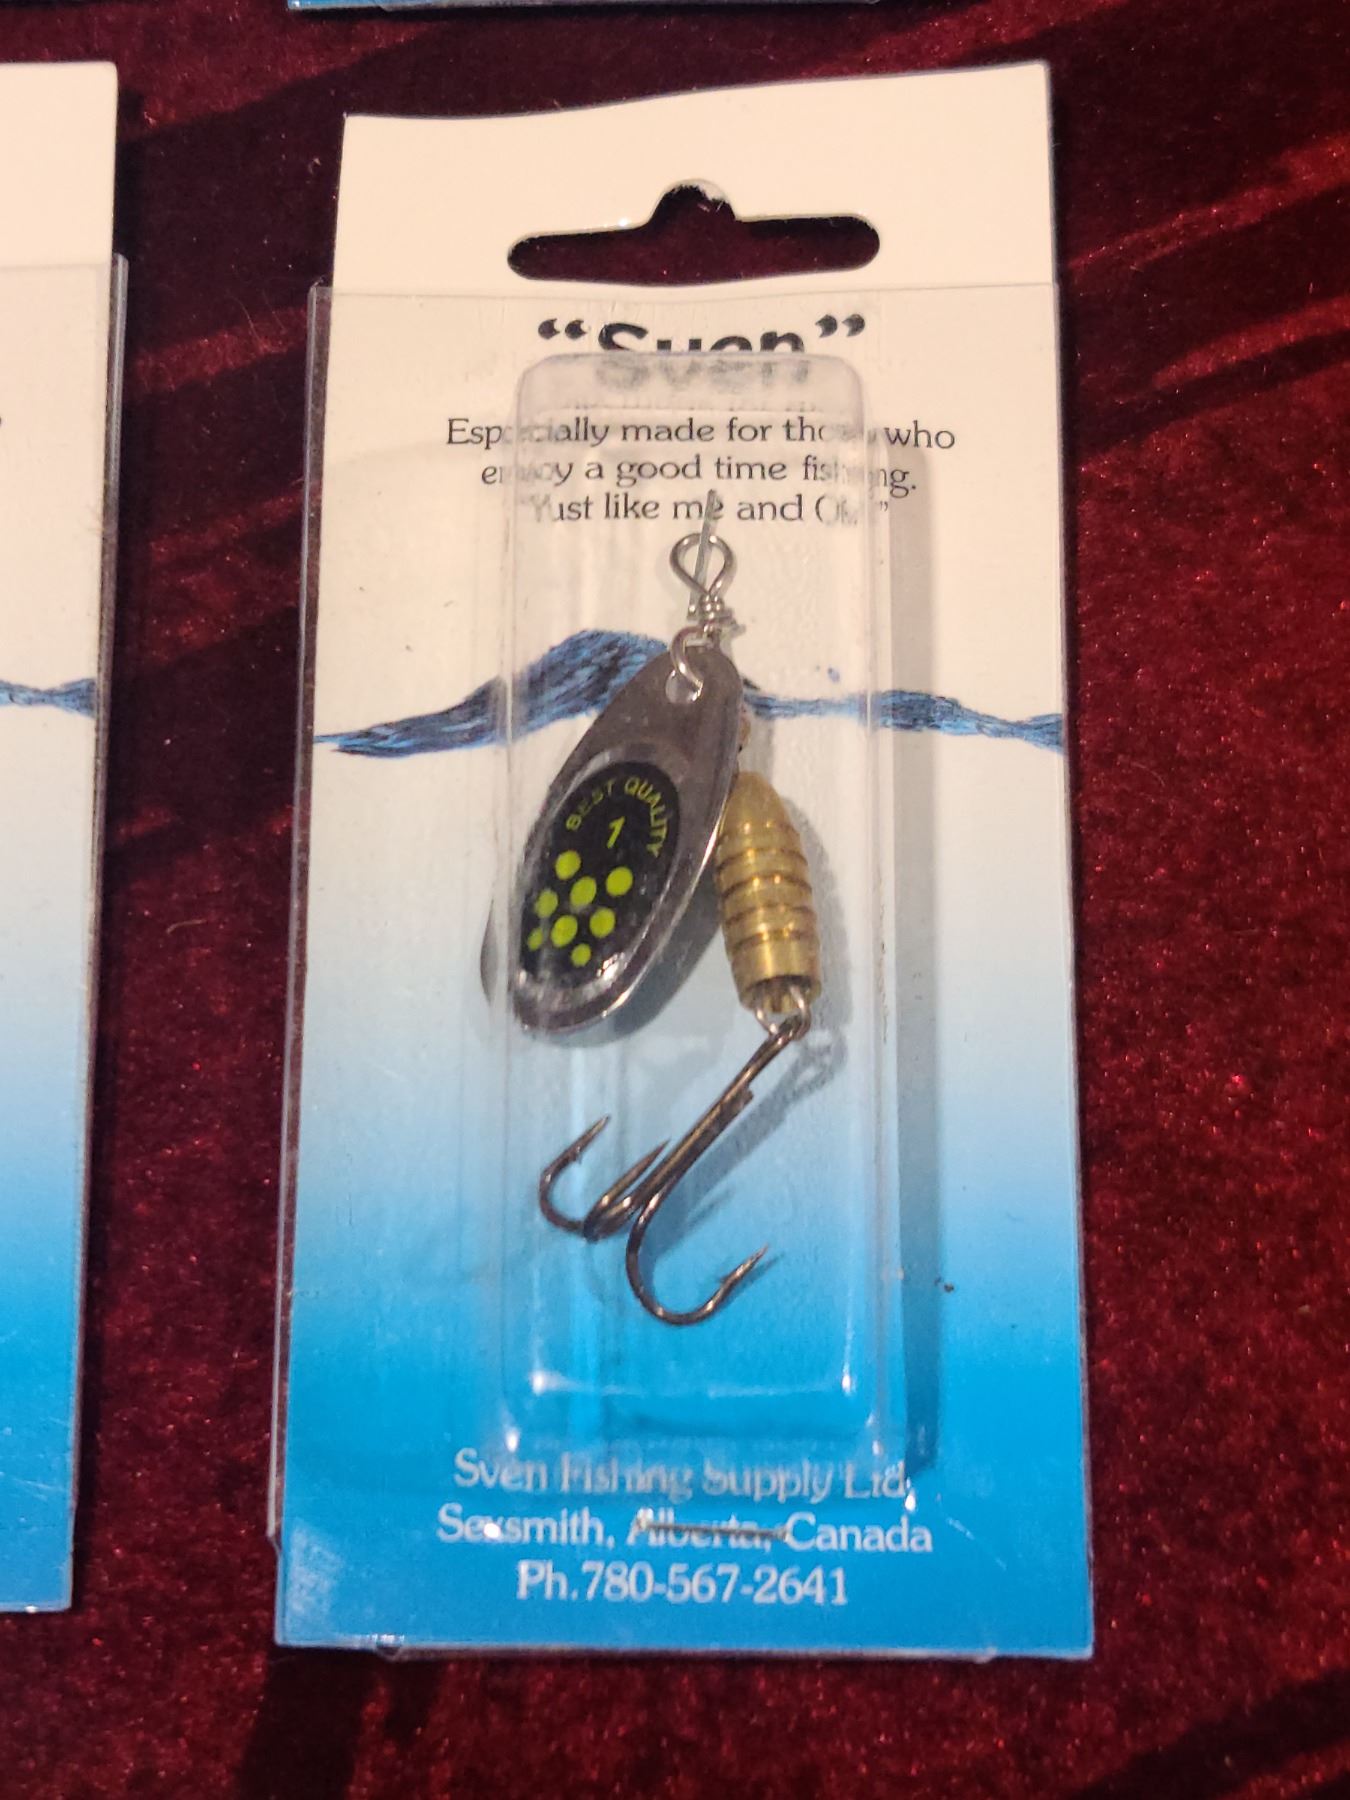 “Sven”
Especially made for those who
enjoy a good time fishing.
"Yust like me and Ole"
BEST QUALITY
1
Sven Fishing Supply Ltd.
Sexsmith, Alberta, Canada
Ph.780-567-2641